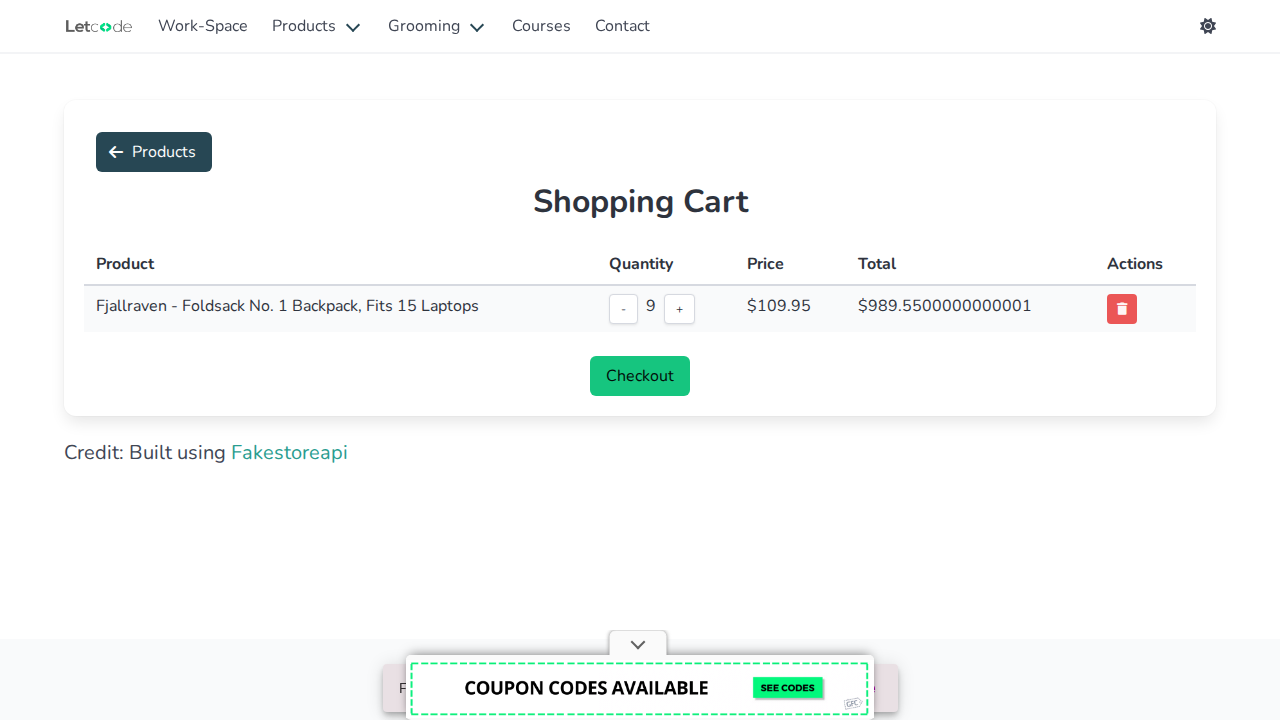 Letcode Work-Space Products Grooming Courses Contact
Products
Shopping Cart
Product Quantity Price Total Actions
Fjallraven - Foldsack No. 1 Backpack, Fits 15 Laptops - 9 + $109.95 $989.5500000000001
Checkout
Credit: Built using Fakestoreapi
COUPON CODES AVAILABLE SEE CODES
GFC